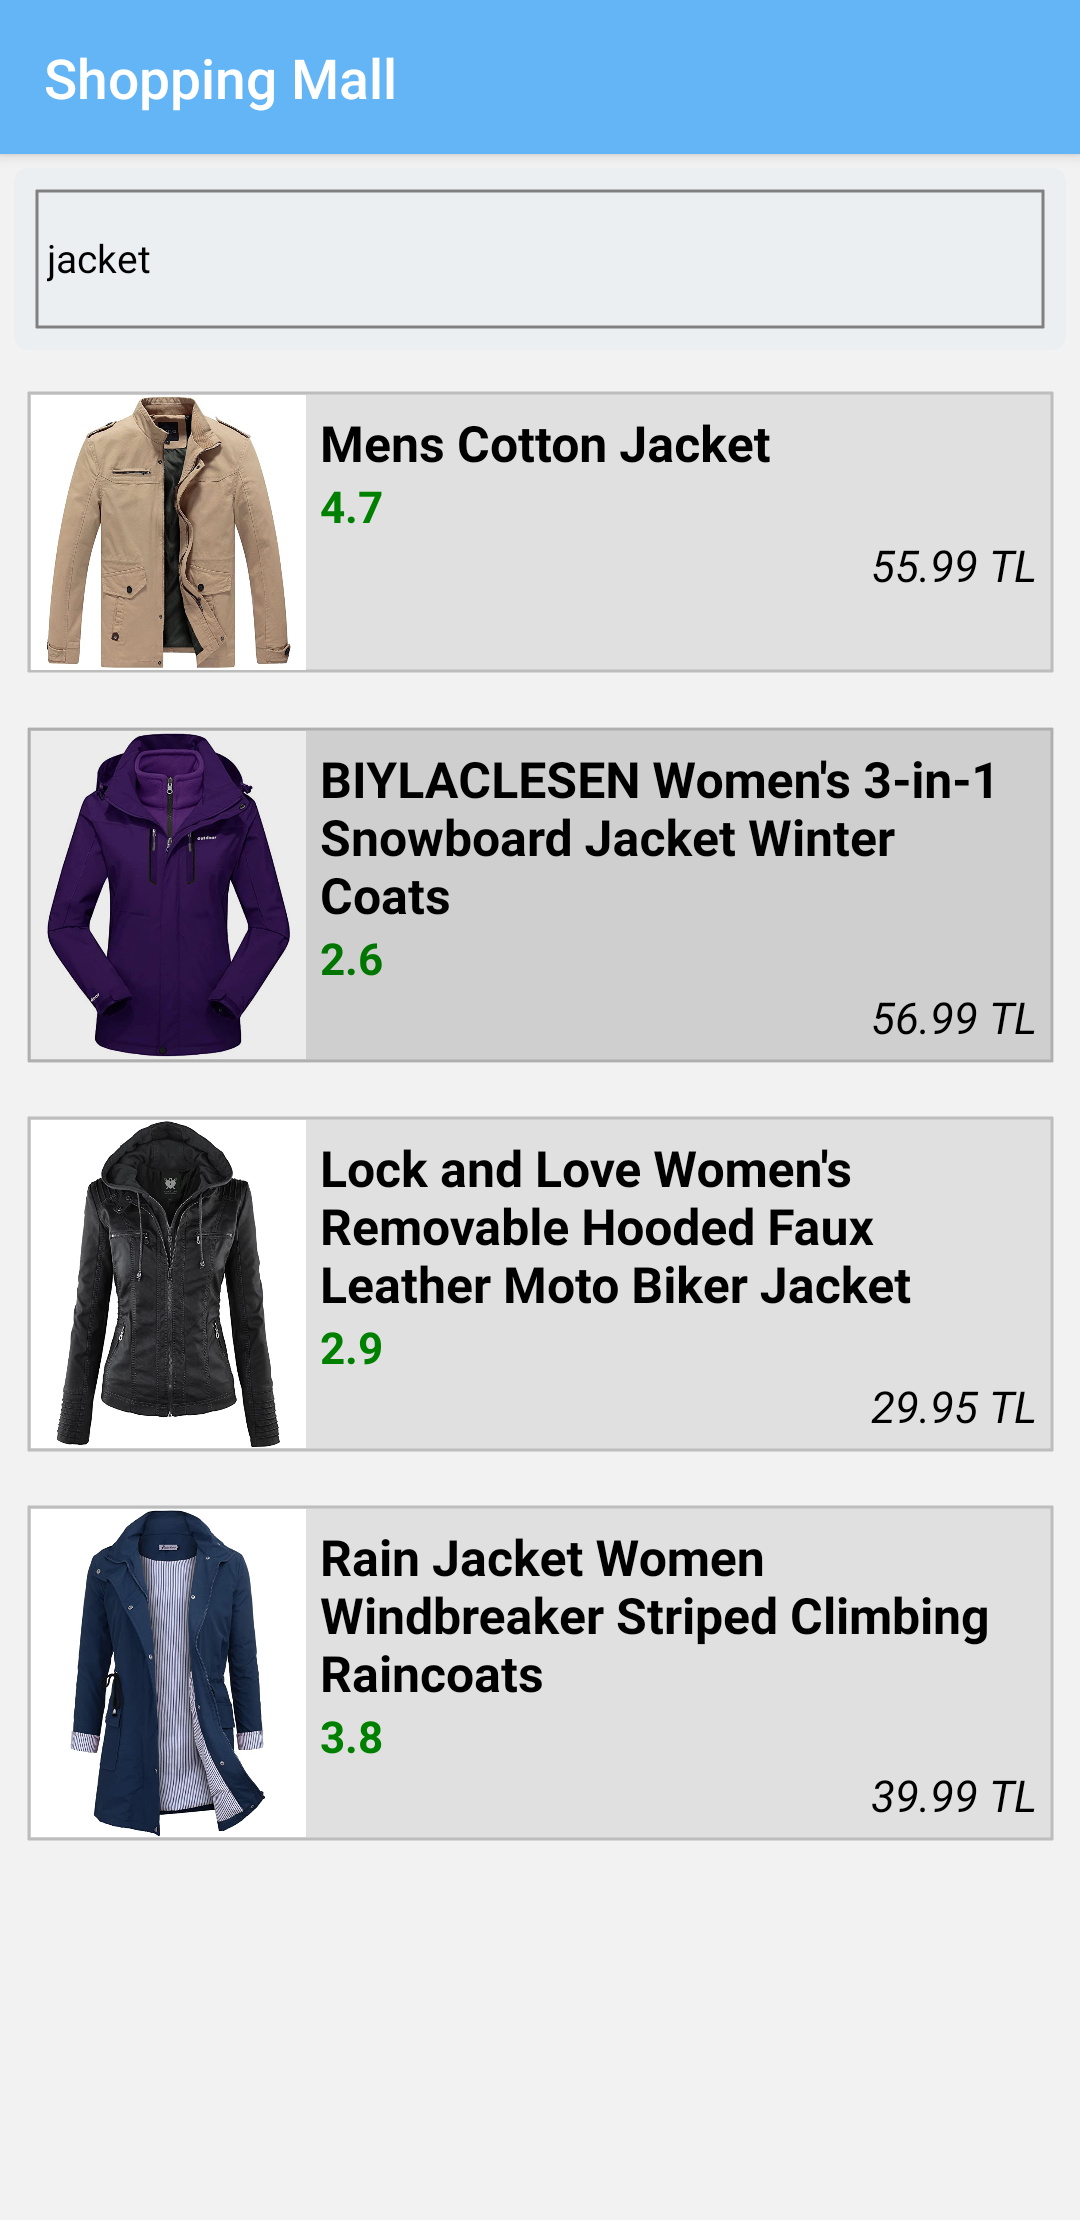 Shopping Mall
jacket
Mens Cotton Jacket
4.7
55.99 TL
BIYLACLESEN Women's 3-in-1
Snowboard Jacket Winter
Coats
2.6
56.99 TL
Lock and Love Women's
Removable Hooded Faux
Leather Moto Biker Jacket
2.9
29.95 TL
Rain Jacket Women
Windbreaker Striped Climbing
Raincoats
3.8
39.99 TL